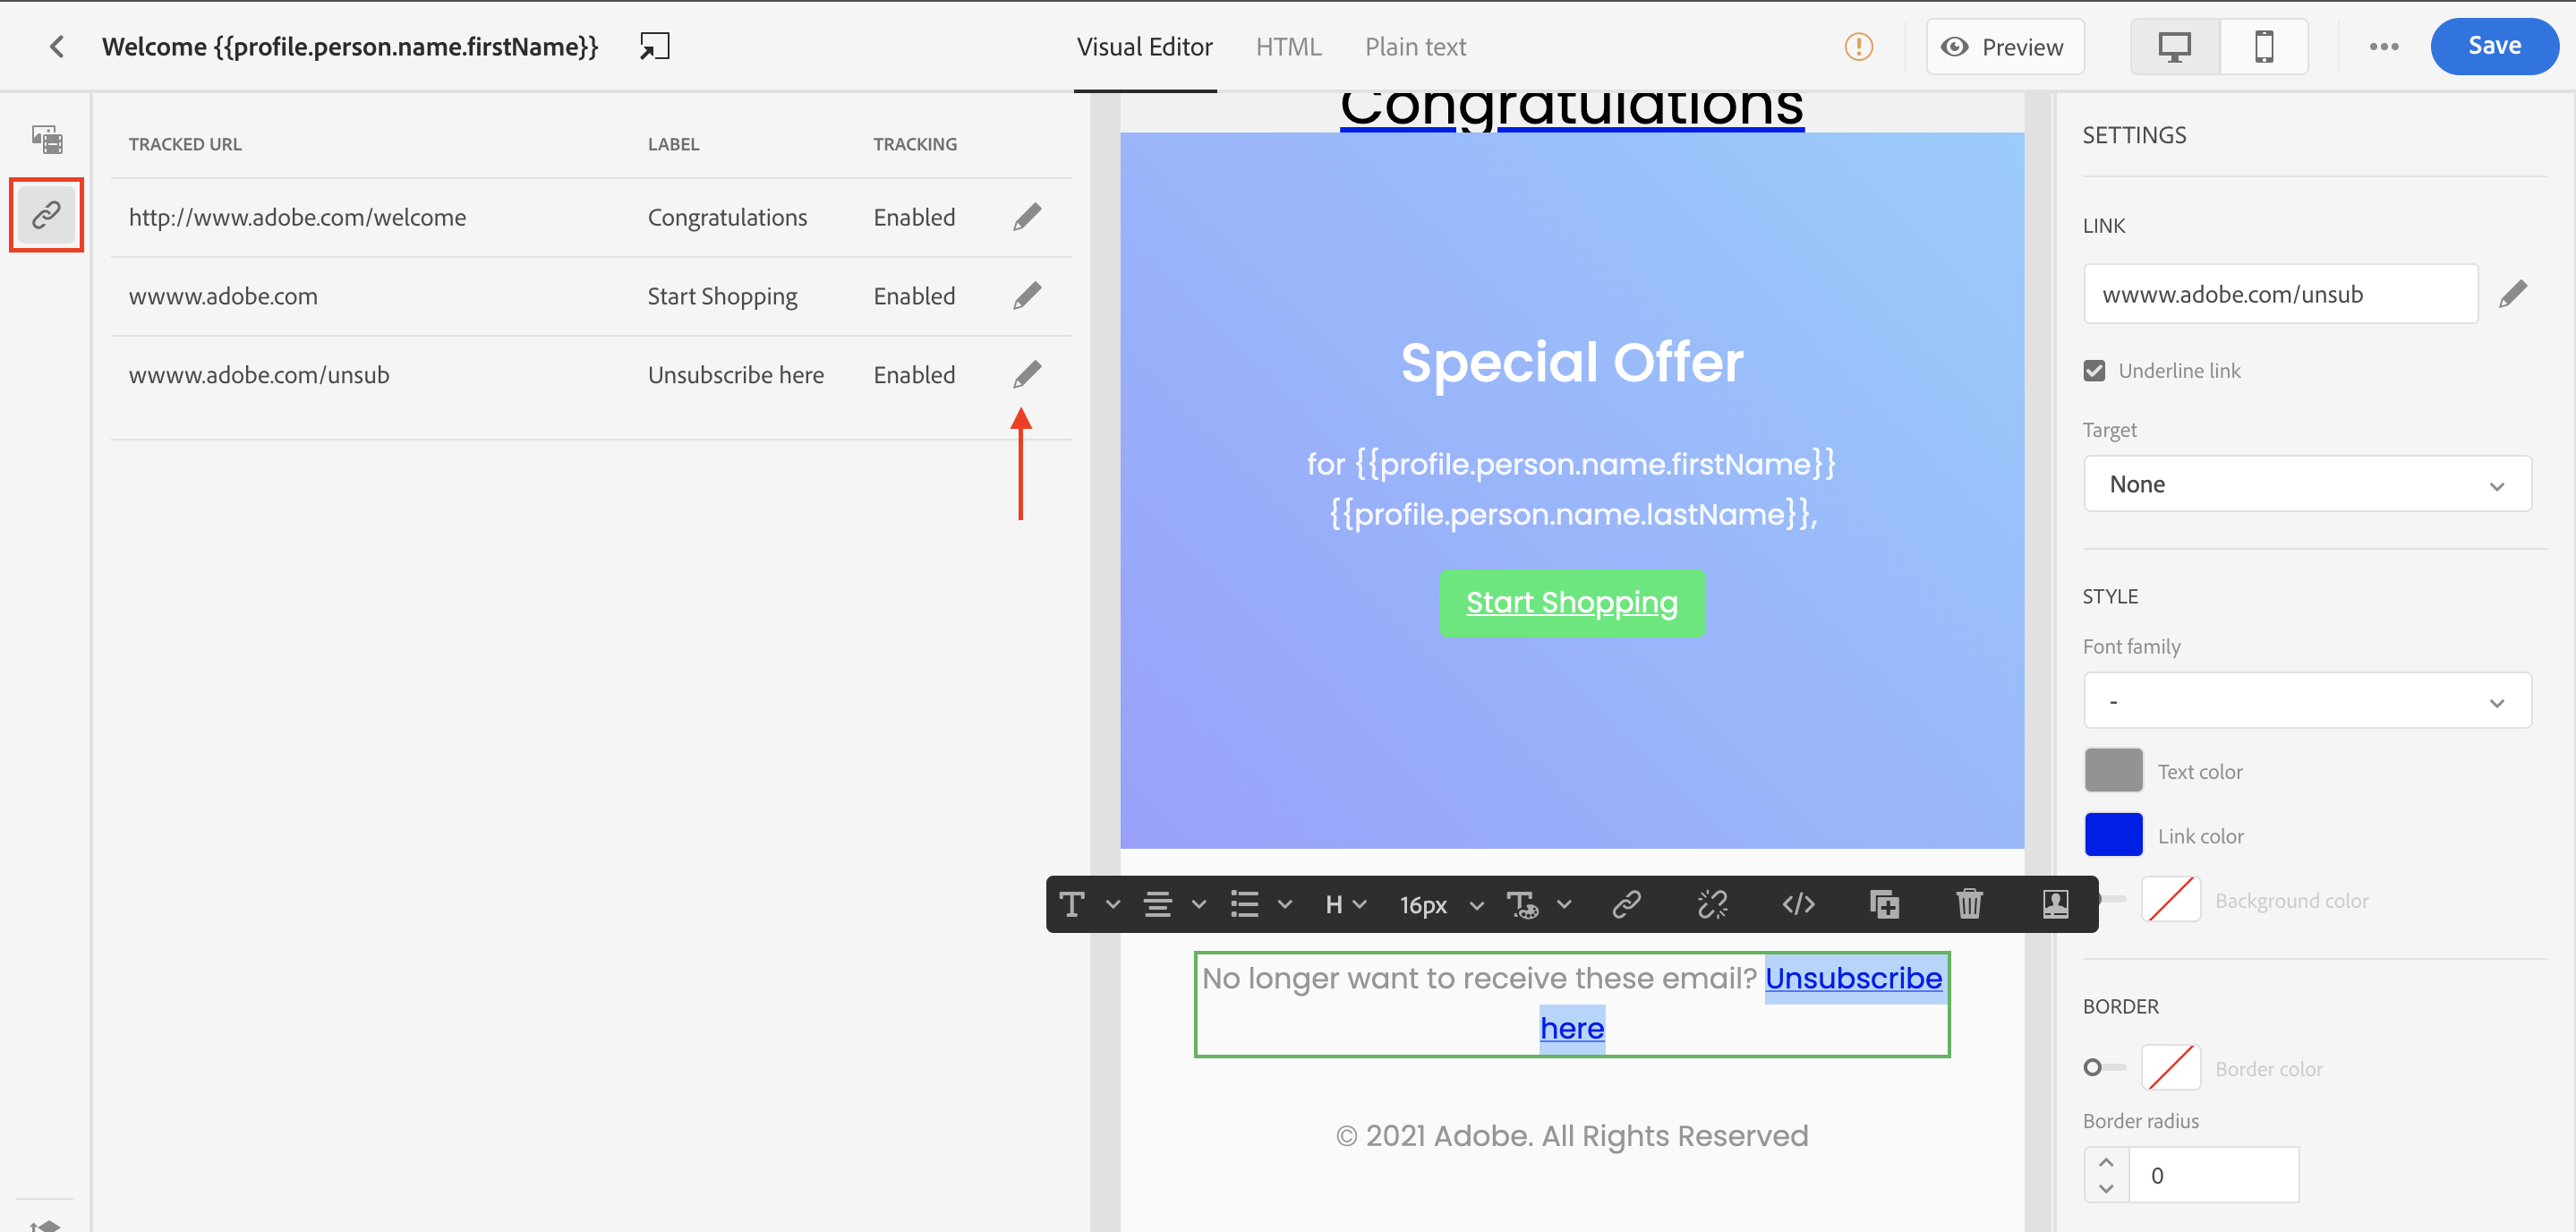 Welcome {{profile.person.name.firstName}}
Visual Editor
HTML
Plain text
Preview
Save
TRACKED URL
LABEL
TRACKING
http://www.adobe.com/welcome
Congratulations
Enabled
wwww.adobe.com
Start Shopping
Enabled
wwww.adobe.com/unsub
Unsubscribe here
Enabled
Congratulations
Special Offer
for {{profile.person.name.firstName}}
{{profile.person.name.lastName}},
Start Shopping
H
16px
No longer want to receive these email? Unsubscribe
here
© 2021 Adobe. All Rights Reserved
SETTINGS
LINK
wwww.adobe.com/unsub
Underline link
Target
None
STYLE
Font family
-
Text color
Link color
Background color
BORDER
Border color
Border radius
0